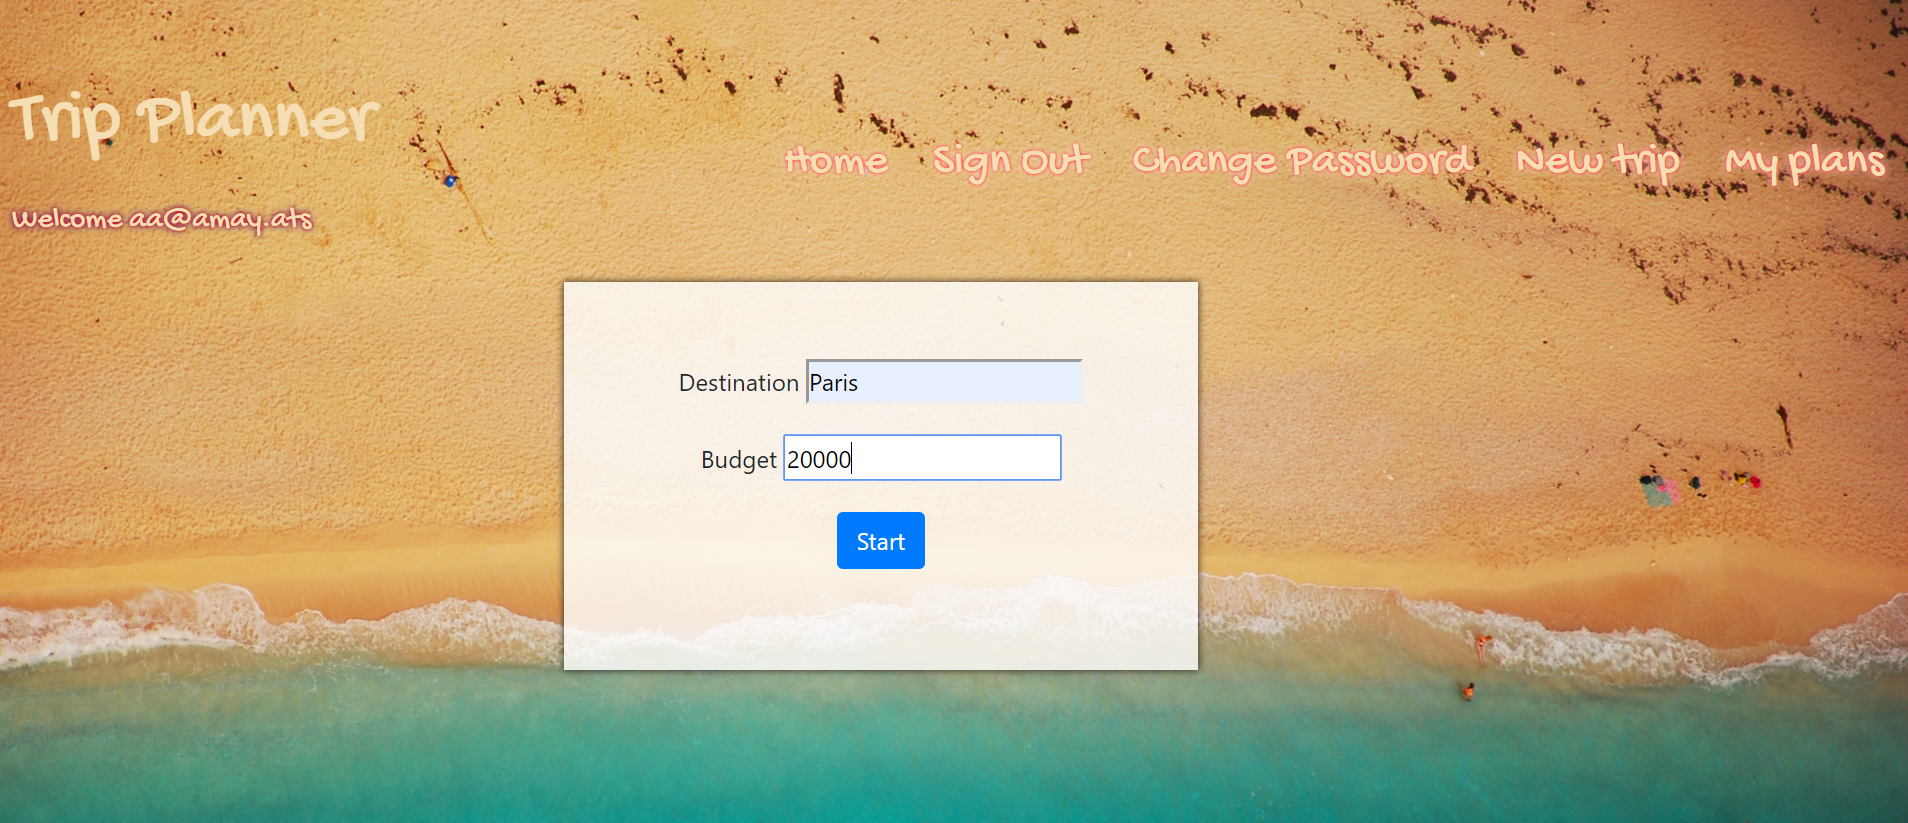 Trip Planner
Home Sign Out Change Password New trip My plans
Welcome aa@amay.ats
Destination Paris
Budget 20000
Start